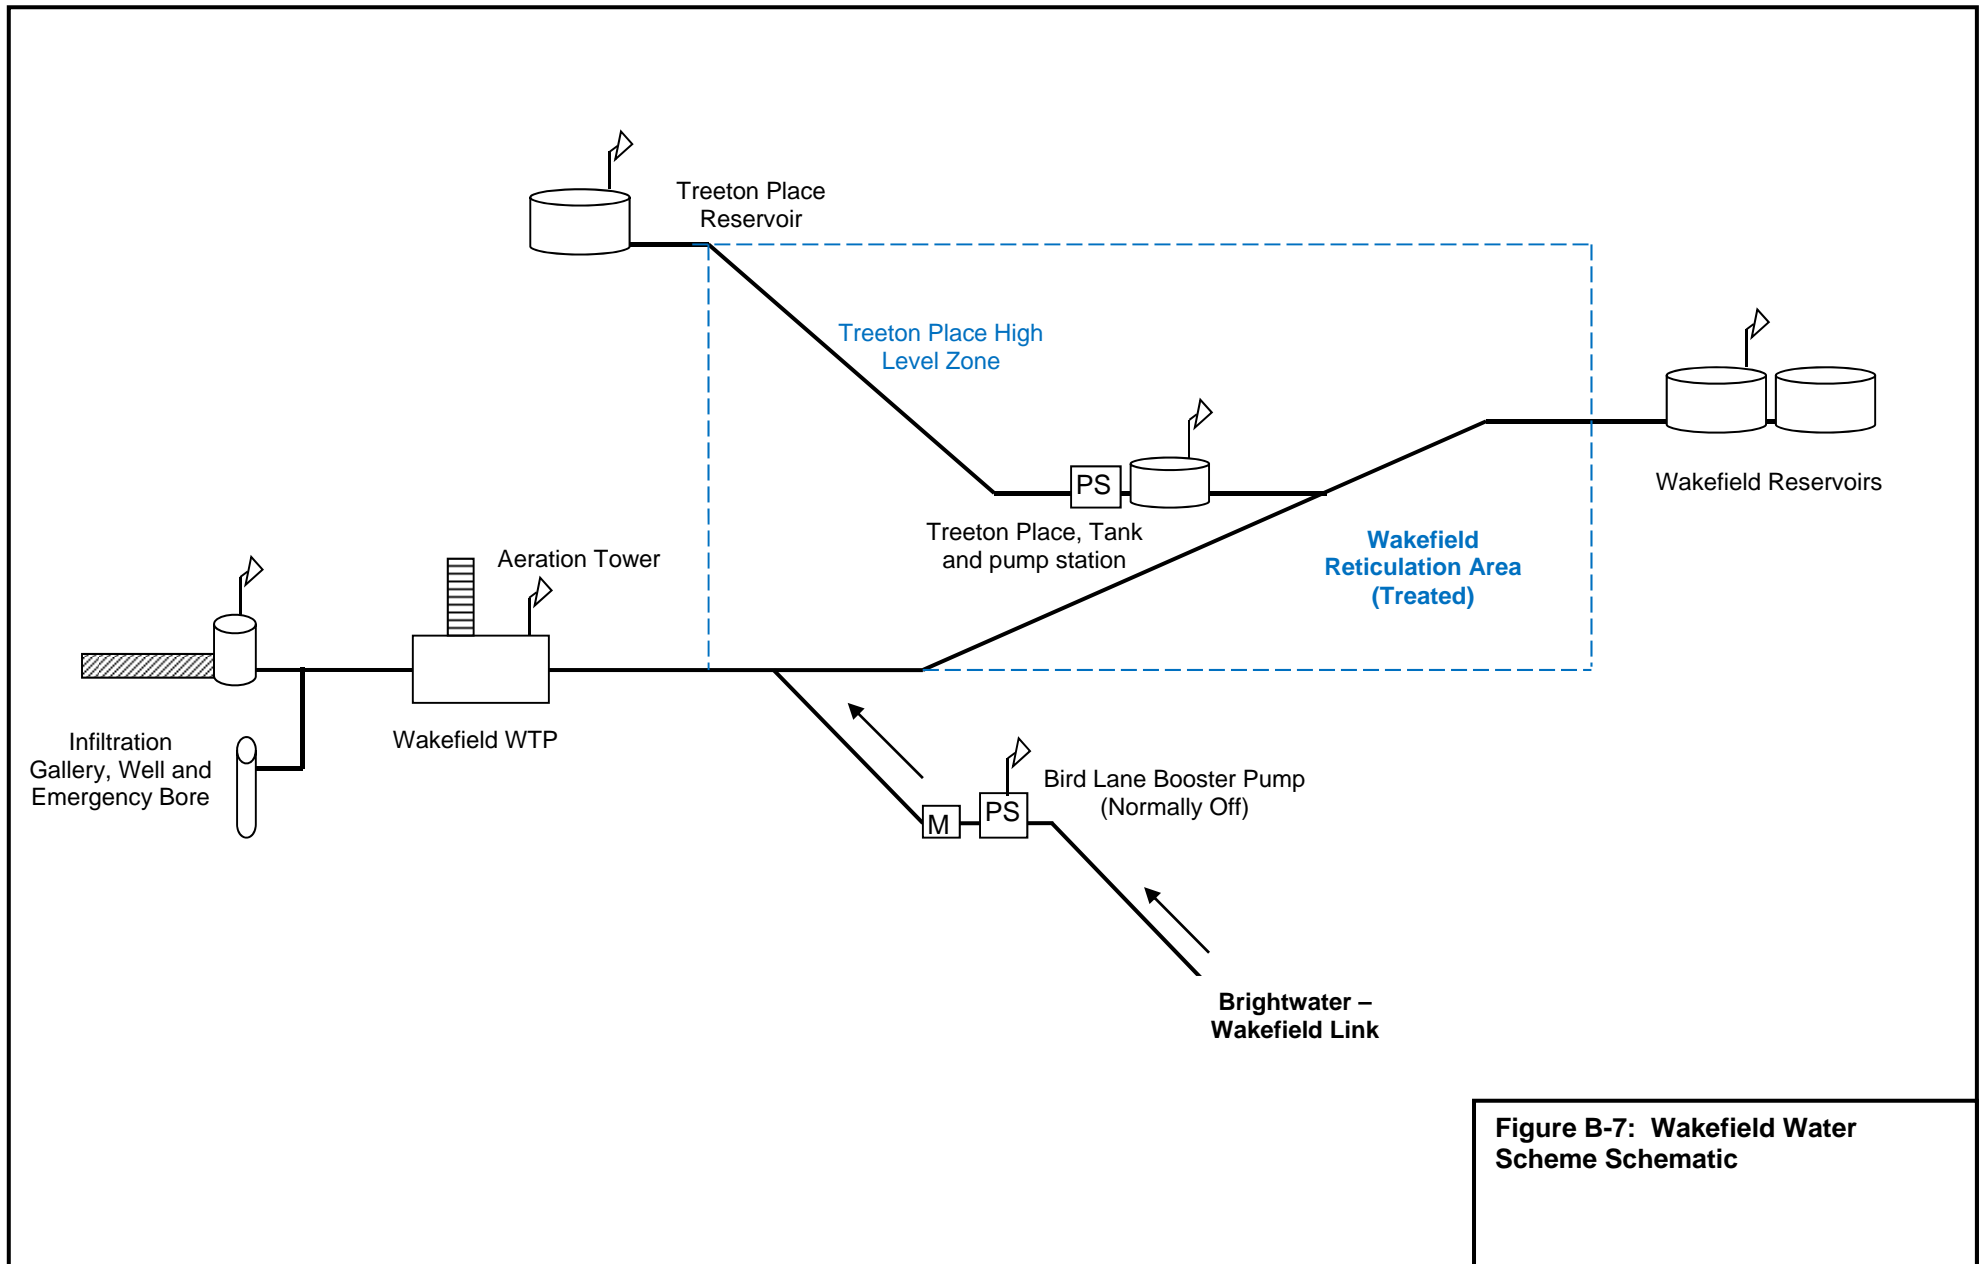 Treeton Place
Reservoir
Treeton Place High
Level Zone
PS
Treeton Place, Tank
and pump station
Wakefield Reservoirs
Wakefield
Reticulation Area
(Treated)
Aeration Tower
Wakefield WTP
Infiltration
Gallery, Well and
Emergency Bore
Bird Lane Booster Pump
(Normally Off)
M
PS
Brightwater –
Wakefield Link
Figure B-7: Wakefield Water
Scheme Schematic